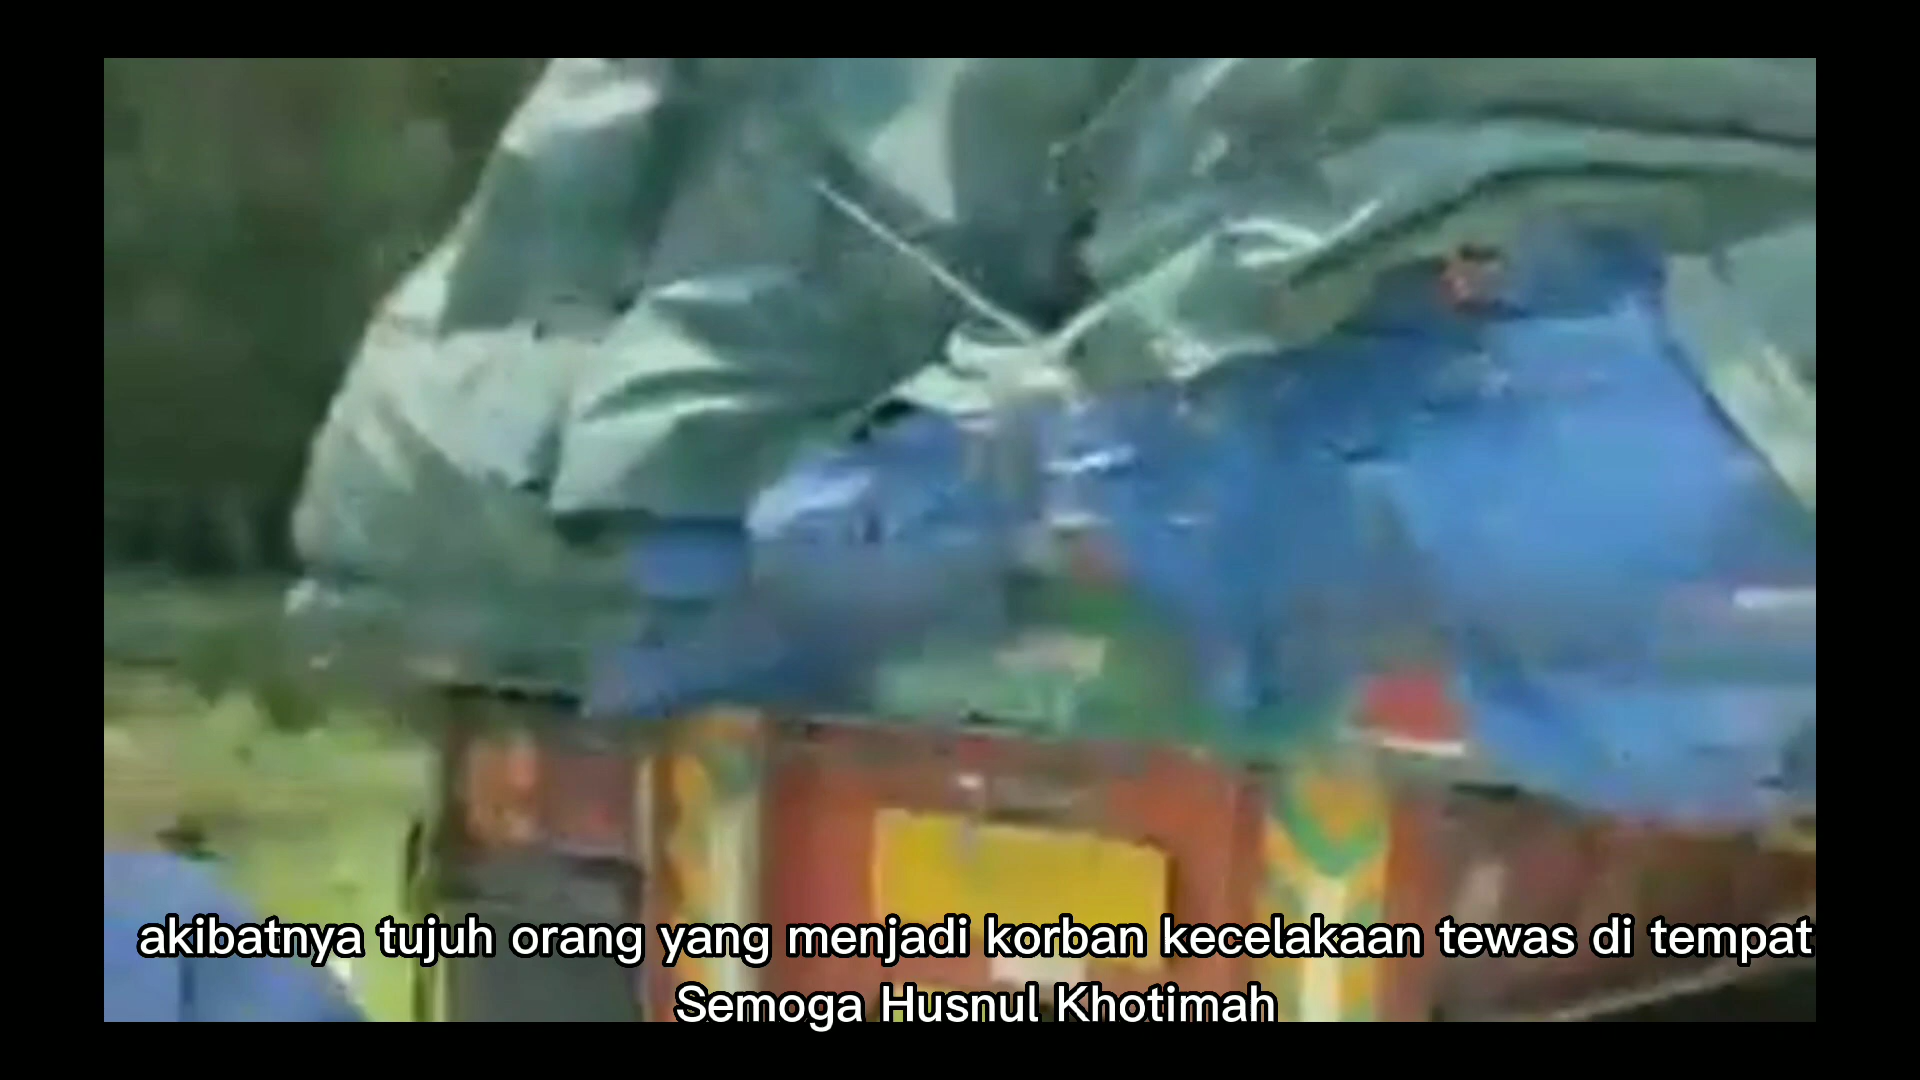 akibatnya tujuh orang yang menjadi korban kecelakaan tewas di tempat
Semoga Husnul Khotimah